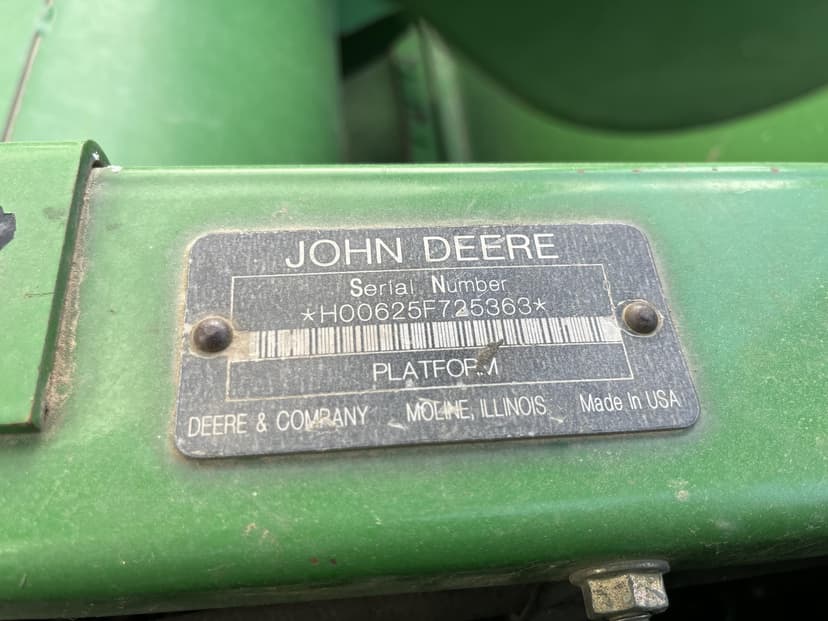 JOHN DEERE
Serial Number
*H00625F725363*
PLATFORM
DEERE & COMPANY MOLINE, ILLINOIS Made In USA